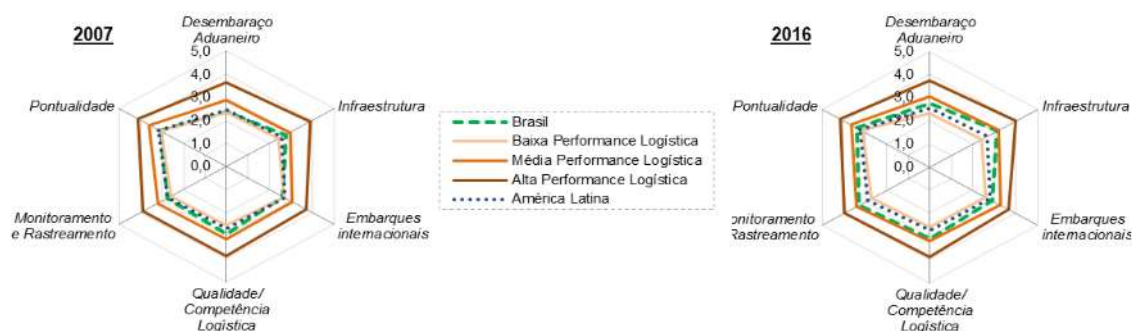 2007
Desembaraço
Aduaneiro
5,0
4,0
3,0
2,0
1,0
0,0
Pontualidade
Infraestrutura
Monitoramento
e Rastreamento
Embarques
internacionais
Qualidade/
Competência
Logística
Brasil
Baixa Performance Logística
Média Performance Logística
Alta Performance Logística
América Latina
2016
Desembaraço
Aduaneiro
5,0
4,0
3,0
2,0
1,0
0,0
Pontualidade
Infraestrutura
onitoramento
Rastreamento
Embarques
internacionais
Qualidade/
Competência
Logística